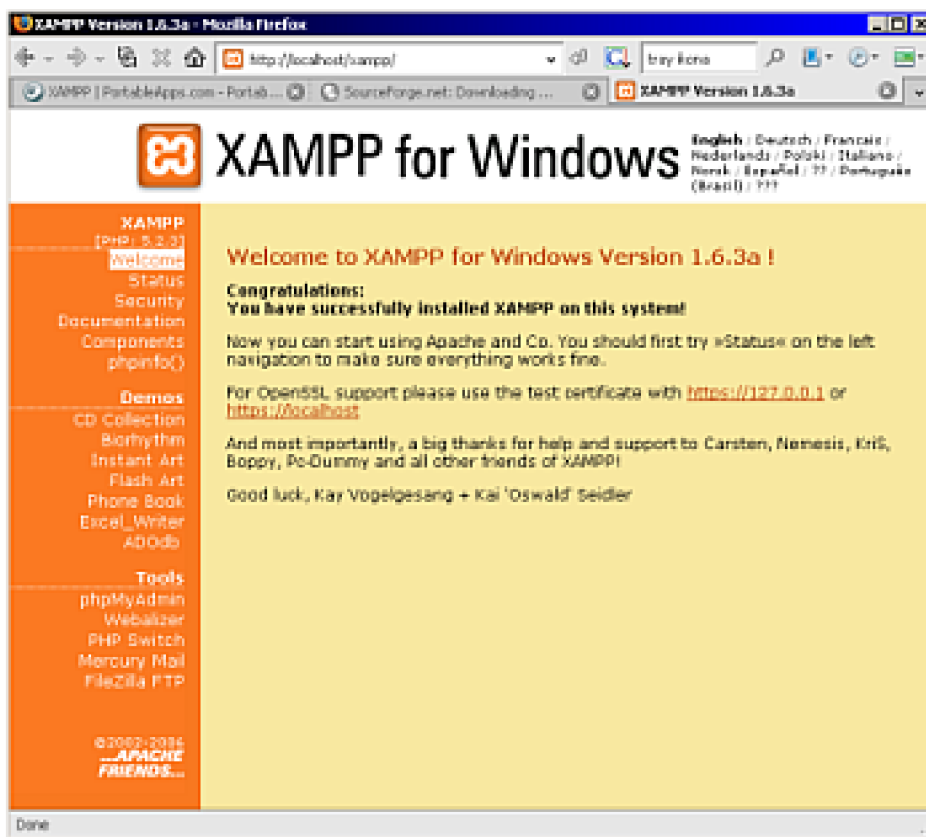 XAMPP Version 1.6.3a - Mozilla Firefox
http://localhost/xampp/
XAMPP | PortableApps.com - Portab... SourceForge.net: Downloading ... XAMPP Version 1.6.3a
XAMPP for Windows
English / Deutsch / Francais /
Nederlands / Polski / Italiano /
Norsk / Español / ?? / Português
(Brasil) / ???
XAMPP
[PHP: 5.2.3]
Welcome
Status
Security
Documentation
Components
phpinfo()
Demos
CD Collection
Biorhythm
Instant Art
Flash Art
Phone Book
Excel_Writer
ADOdb
Tools
phpMyAdmin
Webalizer
PHP Switch
Mercury Mail
FileZilla FTP
©2002-2006
...APACHE
FRIENDS...
Welcome to XAMPP for Windows Version 1.6.3a !
Congratulations:
You have successfully installed XAMPP on this system!
Now you can start using Apache and Co. You should first try »Status« on the left
navigation to make sure everything works fine.
For OpenSSL support please use the test certificate with https://127.0.0.1 or
https://localhost
And most importantly, a big thanks for help and support to Carsten, Nemesis, KriS,
Boppy, Pc-Dummy and all other friends of XAMPP!
Good luck, Kay Vogelgesang + Kai 'Oswald' Seidler
Done